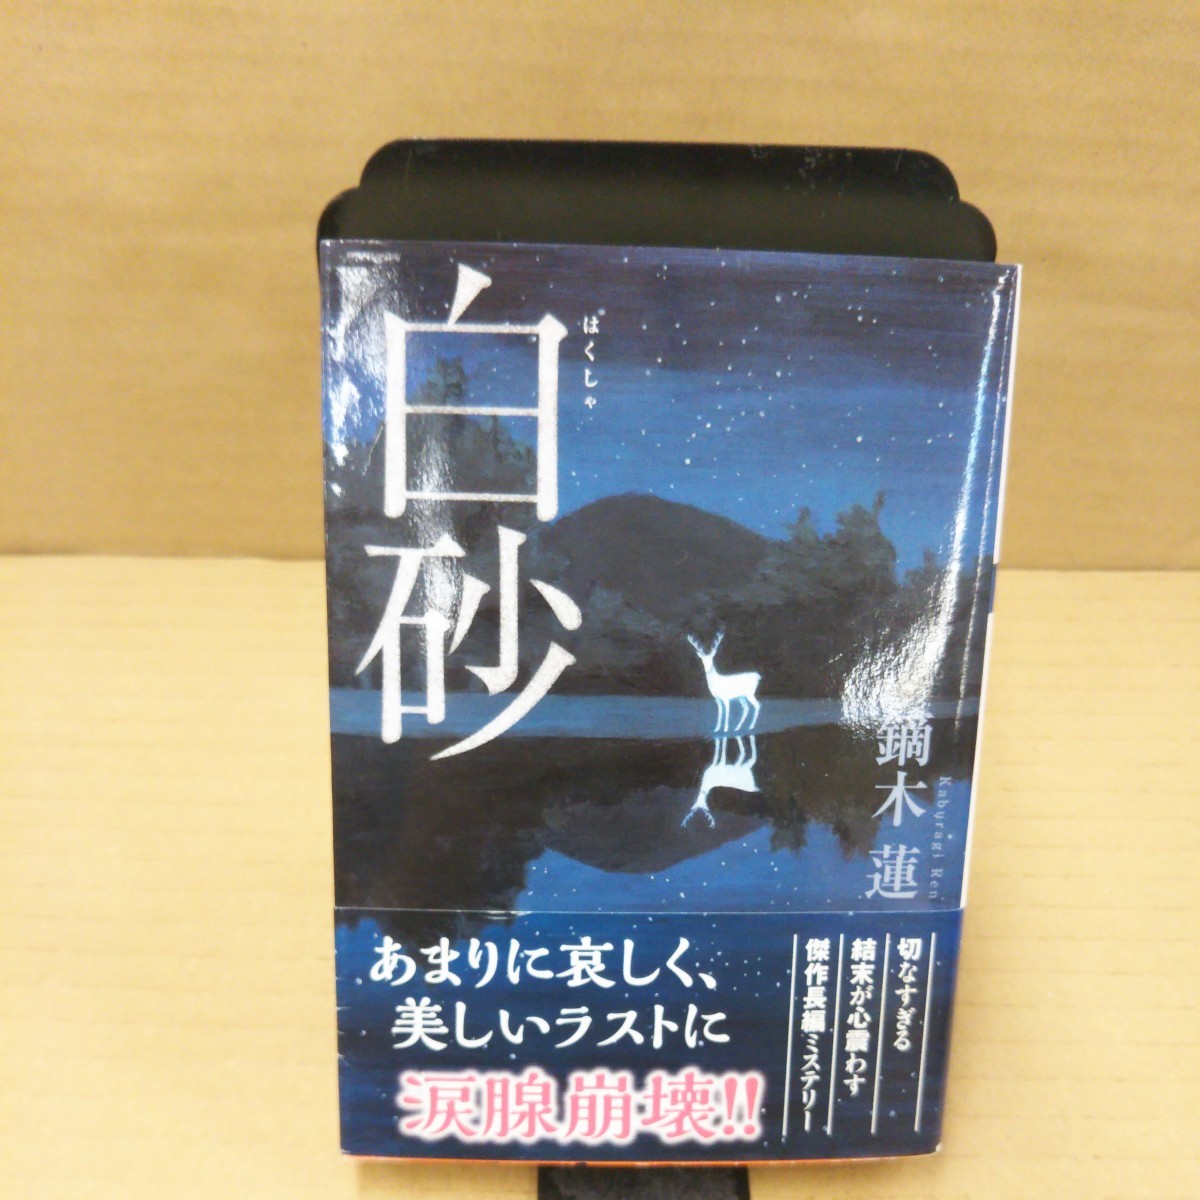 白砂
はくしゃ
鏑木 蓮
Kaburagi Ren
あまりに哀しく、
美しいラストに
涙腺崩壊!!
切なすぎる
結末が心震わす
傑作長編ミステリー